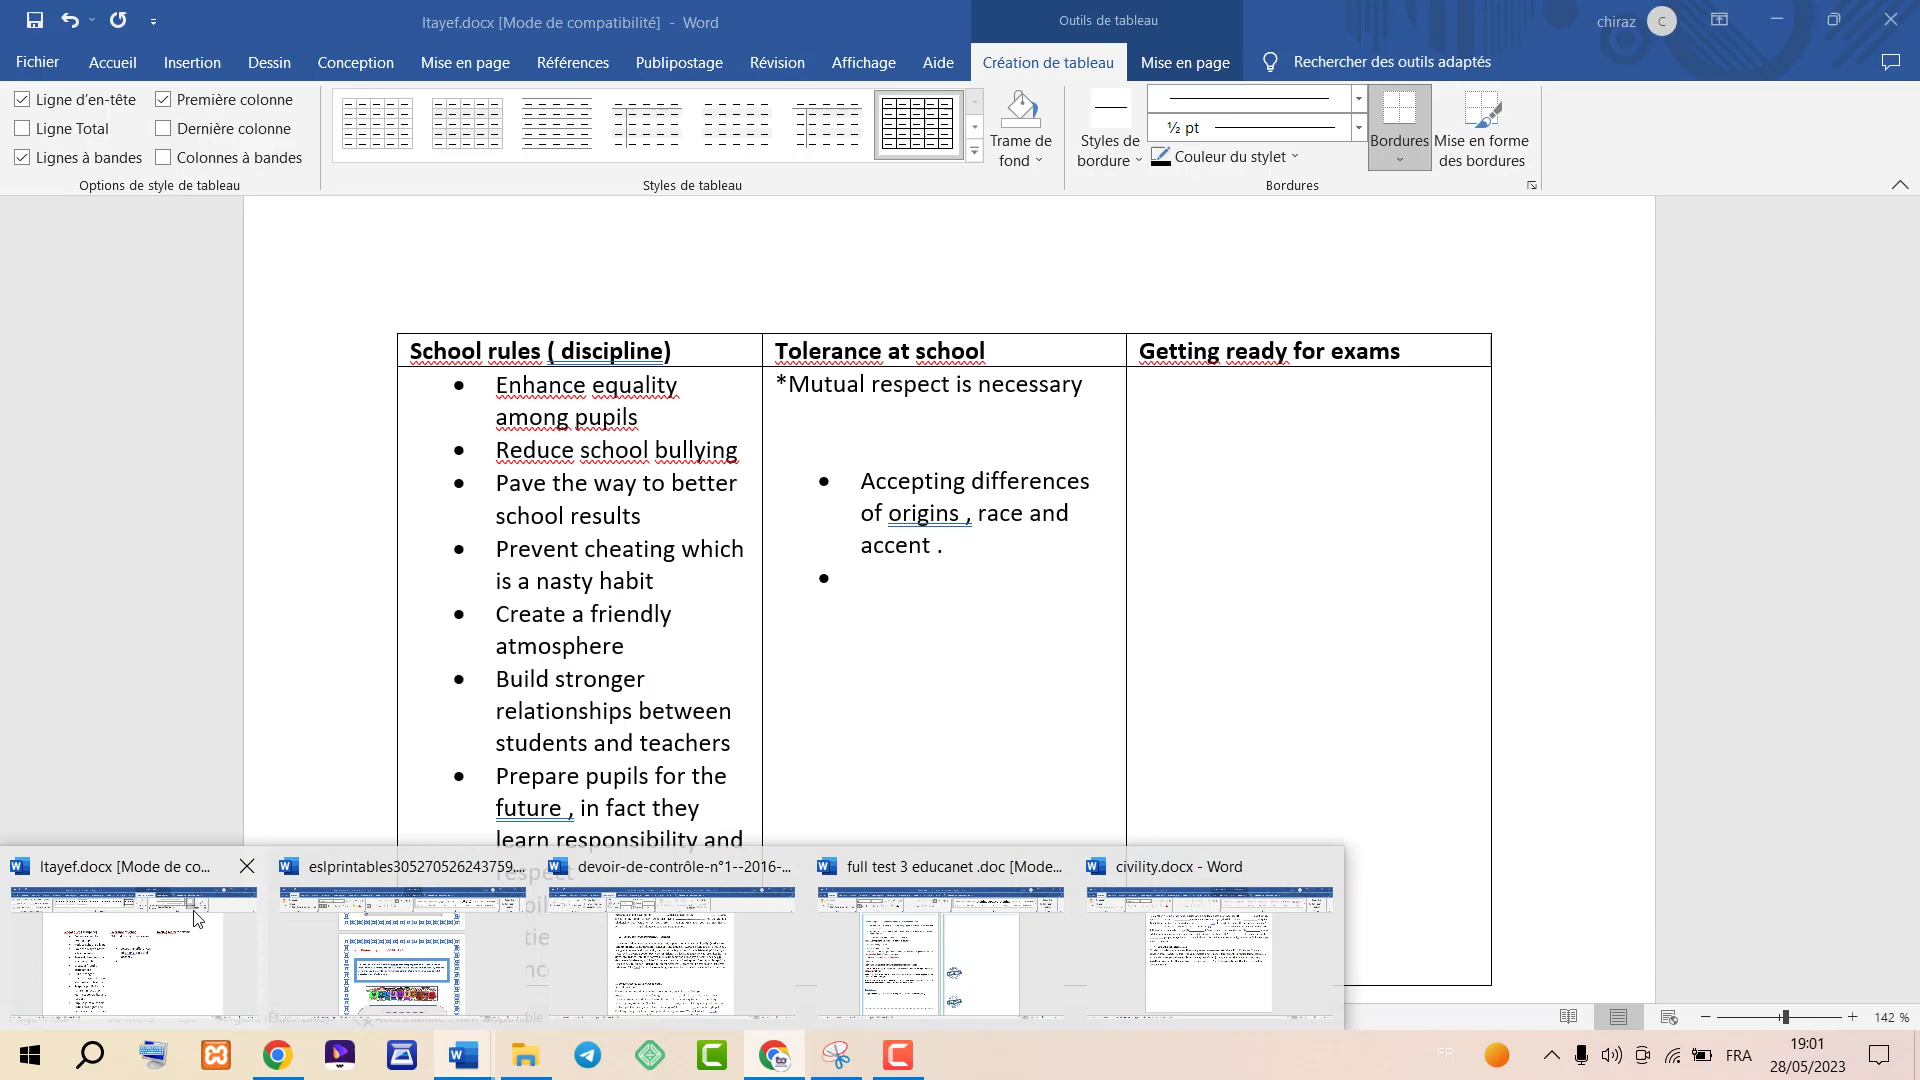 ltayef.docx [Mode de compatibilité] - Word
Outils de tableau
chiraz C
Fichier Accueil Insertion Dessin Conception Mise en page Références Publipostage Révision Affichage Aide Création de tableau Mise en page Rechercher des outils adaptés
Ligne d'en-tête Première colonne
Ligne Total Dernière colonne
Lignes à bandes Colonnes à bandes
Options de style de tableau
Styles de tableau
Trame de
fond
Styles de
bordure
½ pt
Couleur du stylet
Bordures
Mise en forme
des bordures
Bordures
School rules ( discipline)
• Enhance equality
among pupils
• Reduce school bullying
• Pave the way to better
school results
• Prevent cheating which
is a nasty habit
• Create a friendly
atmosphere
• Build stronger
relationships between
students and teachers
• Prepare pupils for the
future , in fact they
learn responsibility and
respect
Tolerance at school
*Mutual respect is necessary
• Accepting differences
of origins , race and
accent .
•
Getting ready for exams
ltayef.docx [Mode de co...
eslprintables305270526243759....
devoir-de-contrôle-n°1--2016-...
full test 3 educanet .doc [Mode...
civility.docx - Word
142 %
FRA
19:01
28/05/2023